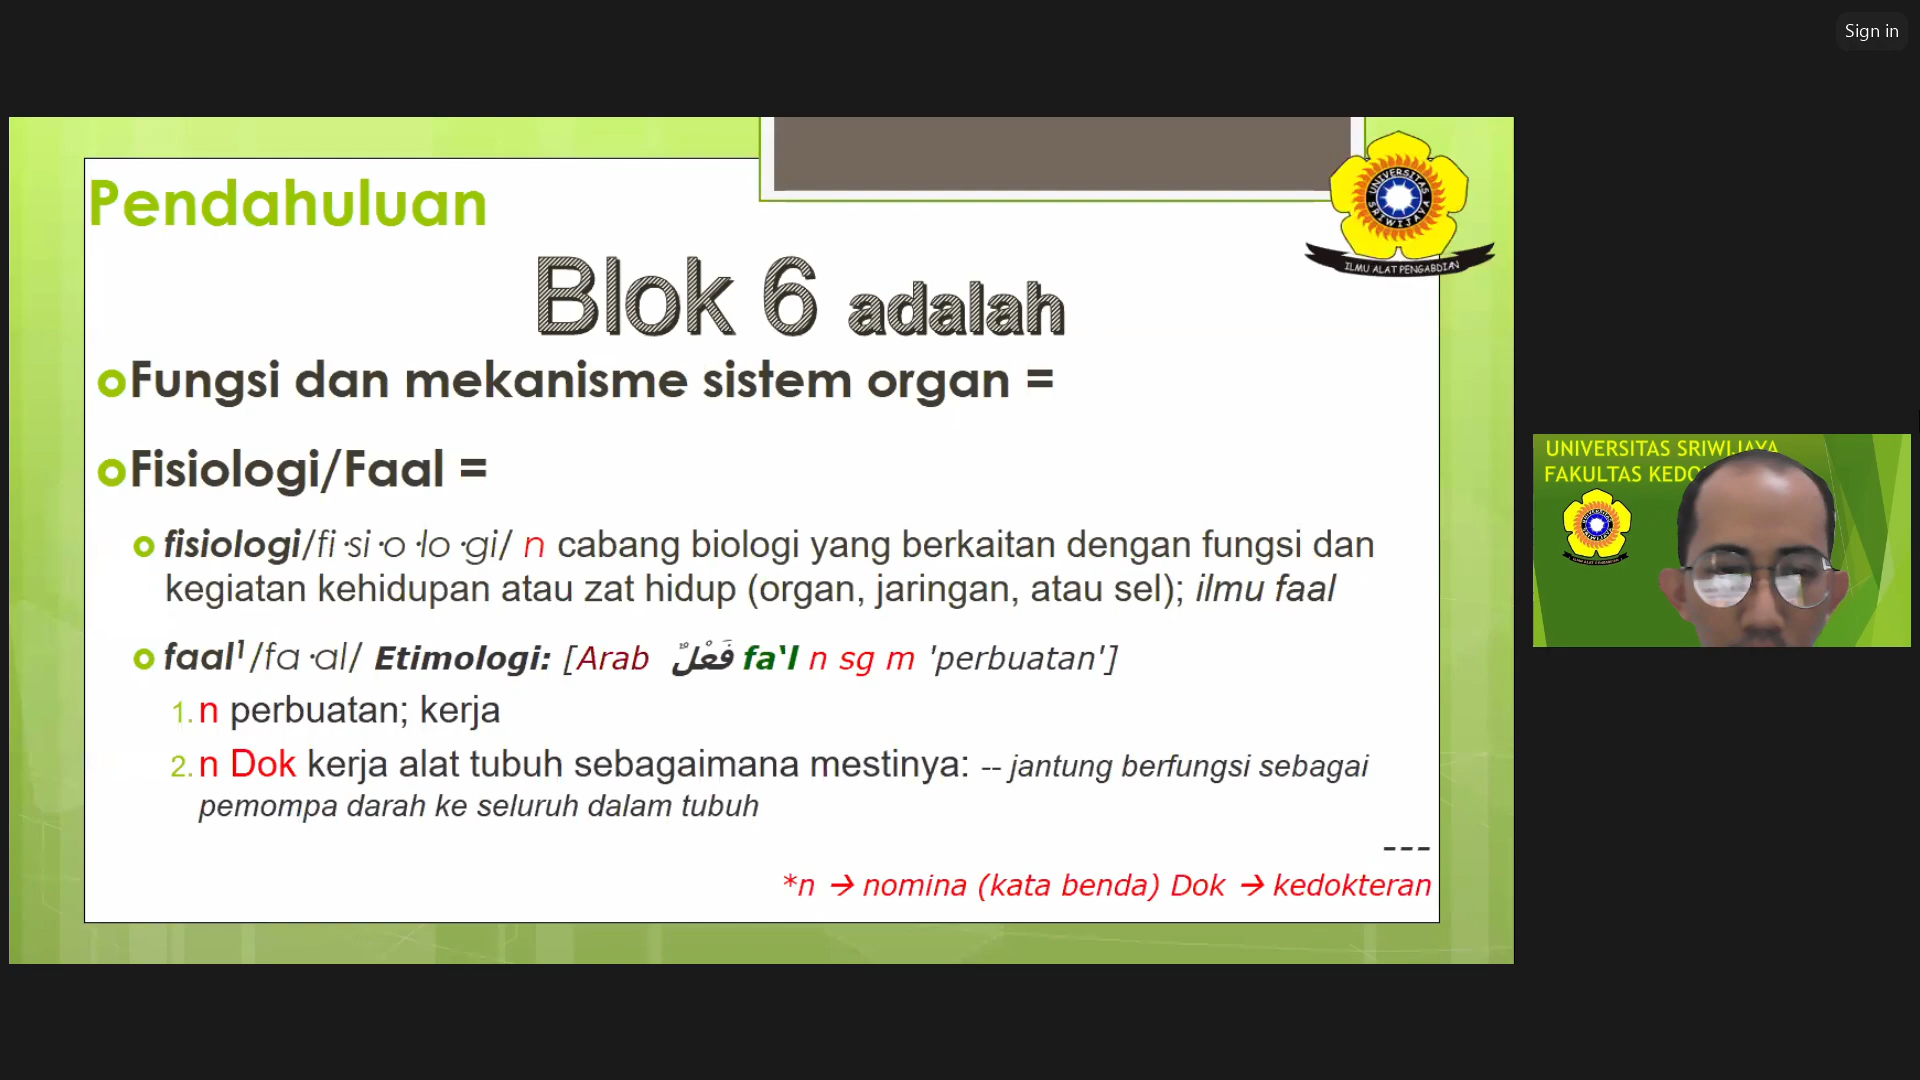 Sign in
Pendahuluan
UNIVERSITAS SRIWIJAYA
ILMU ALAT PENGABDIAN
Blok 6 adalah
Fungsi dan mekanisme sistem organ =
Fisiologi/Faal =
fisiologi/fi·si·o·lo·gi/ n cabang biologi yang berkaitan dengan fungsi dan
kegiatan kehidupan atau zat hidup (organ, jaringan, atau sel); ilmu faal
faal¹/fa·al/ Etimologi: [Arab فَعْلٌ fa‛l n sg m 'perbuatan']
1. n perbuatan; kerja
2. n Dok kerja alat tubuh sebagaimana mestinya: -- jantung berfungsi sebagai
pemompa darah ke seluruh dalam tubuh
---
*n → nomina (kata benda) Dok → kedokteran
UNIVERSITAS SRIWIJAYA
FAKULTAS